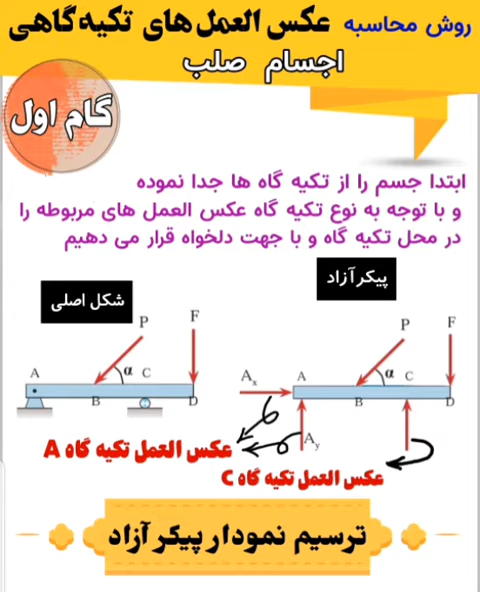 روش محاسبه عکس العمل های تکیه گاهی
اجسام صلب
گام اول
ابتدا جسم را از تکیه گاه ها جدا نموده
و با توجه به نوع تکیه گاه عکس العمل های مربوطه را
در محل تکیه گاه و با جهت دلخواه قرار می دهیم
پیکرآزاد
شکل اصلی
P F
A α C
B D
P F
Ax A α C
B D
Ay
عکس العمل تکیه گاه A
عکس العمل تکیه گاه C
ترسیم نمودار پیکر آزاد